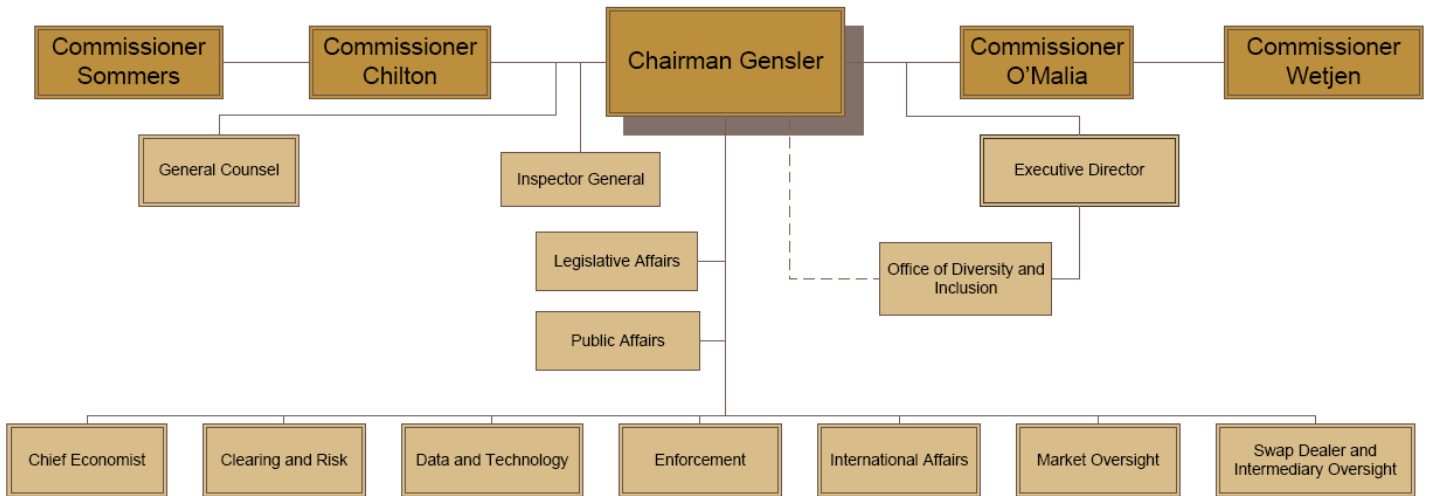 Commissioner
Sommers
Commissioner
Chilton
Chairman Gensler
Commissioner
O'Malia
Commissioner
Wetjen
General Counsel
Inspector General
Executive Director
Legislative Affairs
Office of Diversity and
Inclusion
Public Affairs
Chief Economist
Clearing and Risk
Data and Technology
Enforcement
International Affairs
Market Oversight
Swap Dealer and
Intermediary Oversight